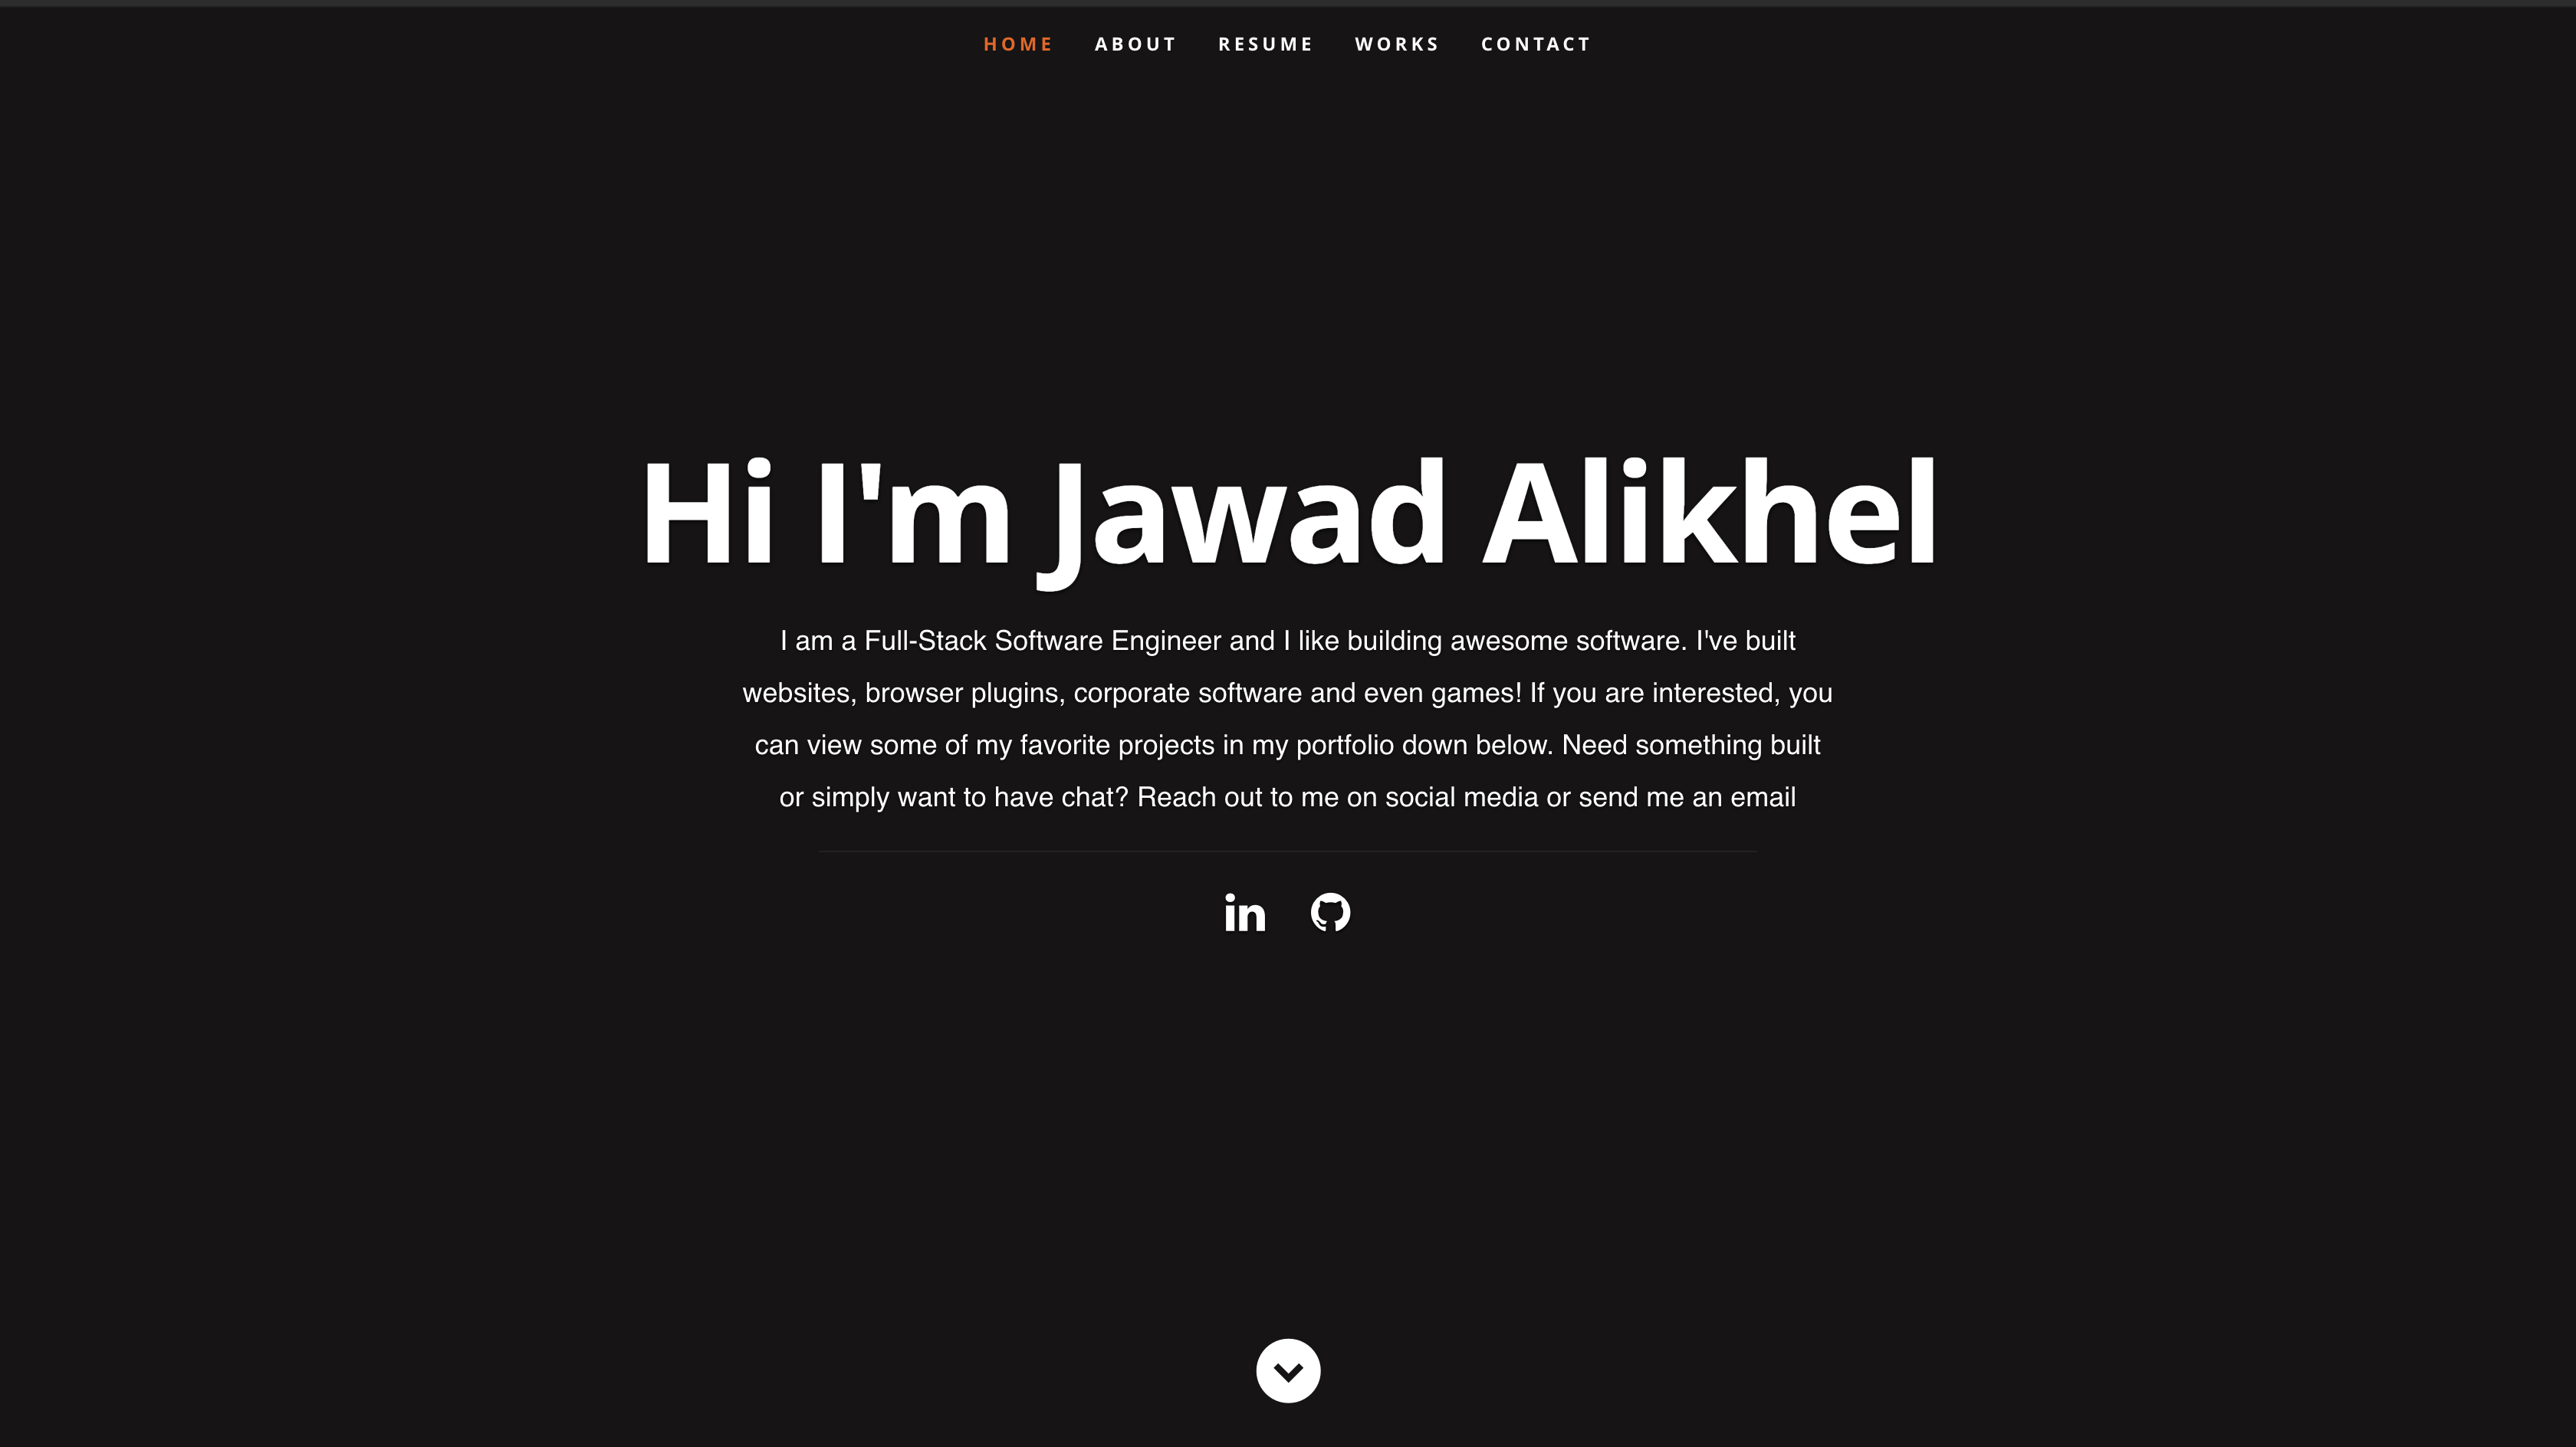 HOME ABOUT RESUME WORKS CONTACT
Hi I'm Jawad Alikhel
I am a Full-Stack Software Engineer and I like building awesome software. I've built
websites, browser plugins, corporate software and even games! If you are interested, you
can view some of my favorite projects in my portfolio down below. Need something built
or simply want to have chat? Reach out to me on social media or send me an email
in